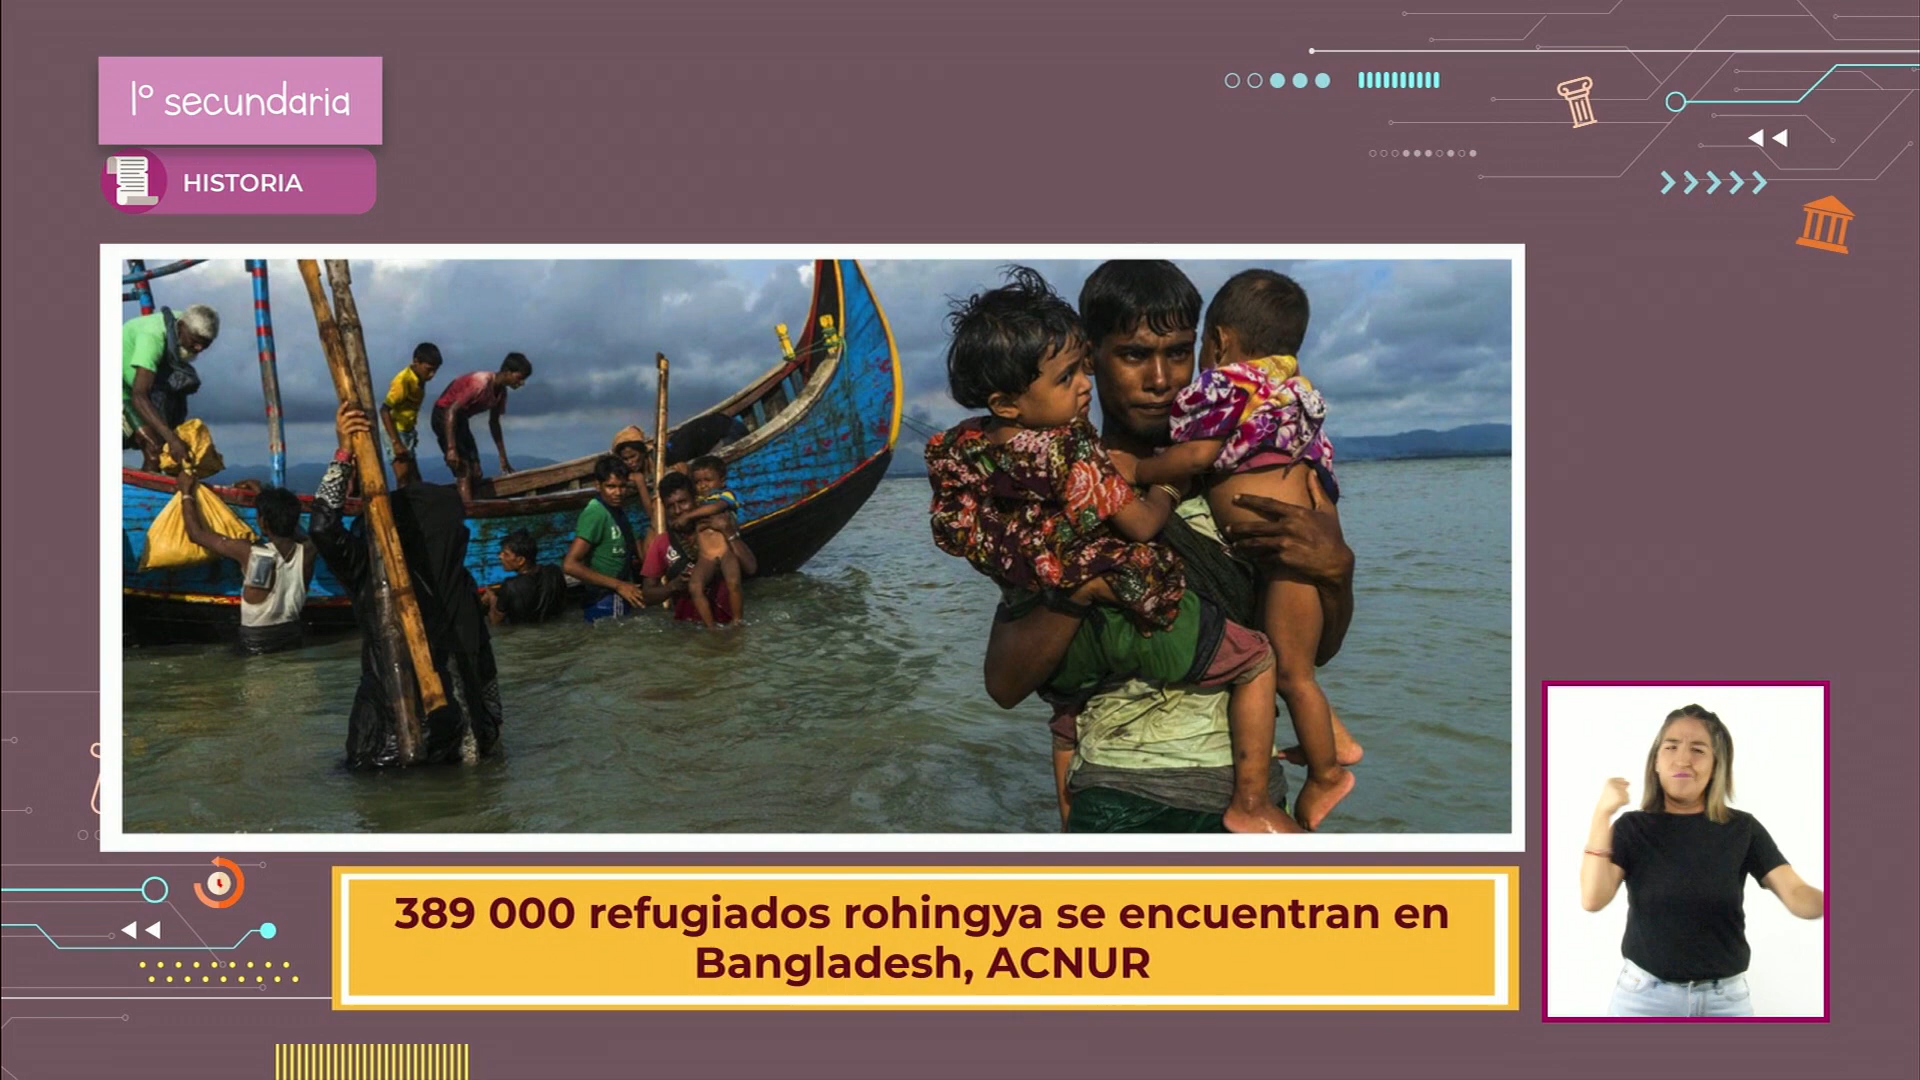 1° secundaria
HISTORIA
389 000 refugiados rohingya se encuentran en
Bangladesh, ACNUR